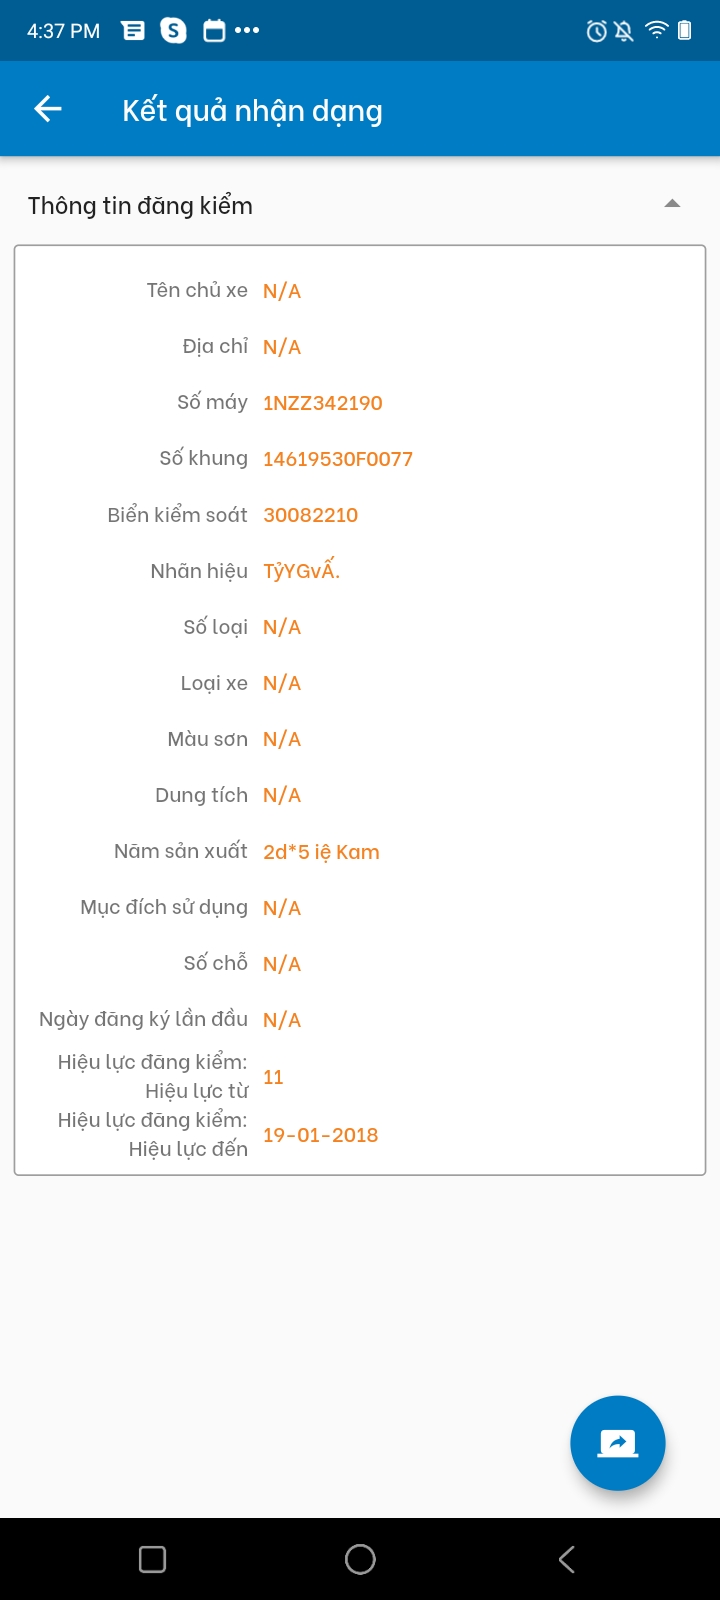 4:37 PM
Kết quả nhận dạng
Thông tin đăng kiểm
Tên chủ xe N/A
Địa chỉ N/A
Số máy 1NZZ342190
Số khung 14619530F0077
Biển kiểm soát 30082210
Nhãn hiệu TỷYGvẤ.
Số loại N/A
Loại xe N/A
Màu sơn N/A
Dung tích N/A
Năm sản xuất 2d*5 iệ Kam
Mục đích sử dụng N/A
Số chỗ N/A
Ngày đăng ký lần đầu N/A
Hiệu lực đăng kiểm:
Hiệu lực từ 11
Hiệu lực đăng kiểm:
Hiệu lực đến 19-01-2018